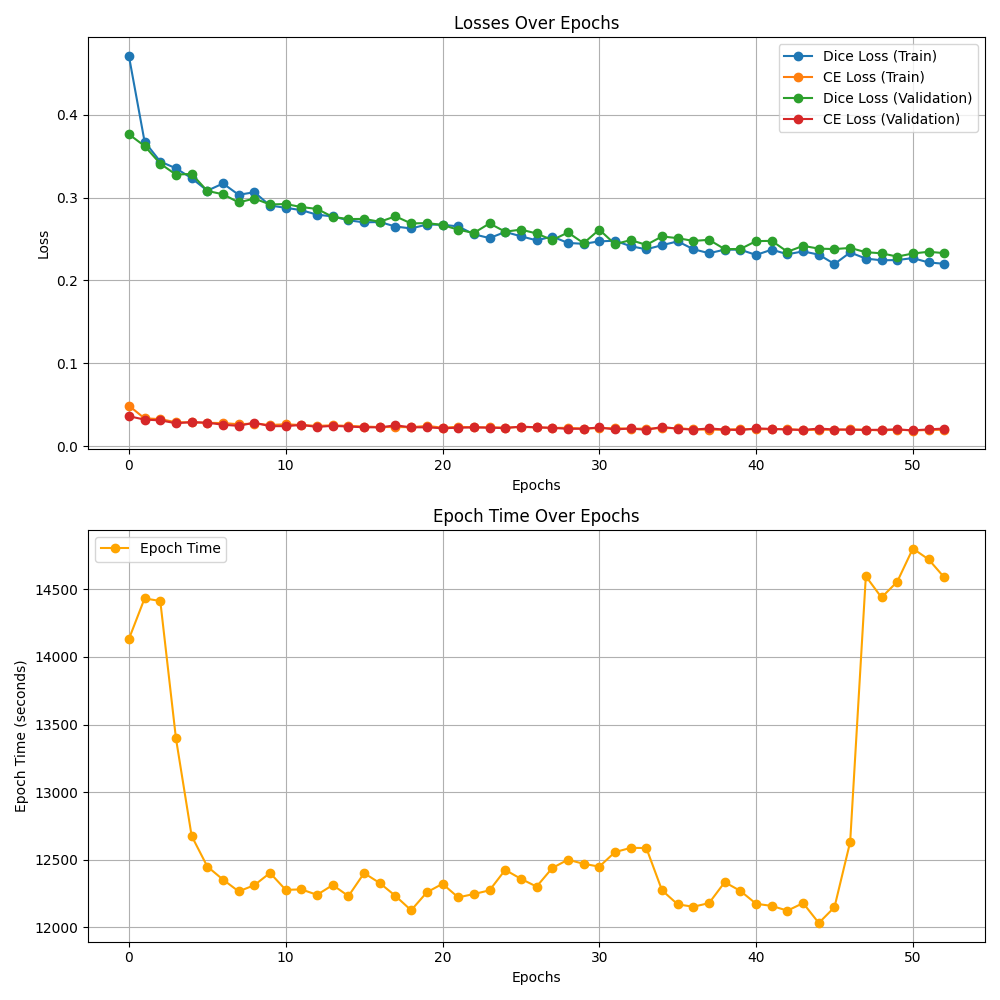 Losses Over Epochs
Dice Loss (Train)
CE Loss (Train)
Dice Loss (Validation)
CE Loss (Validation)
0.4
0.3
0.2
0.1
0.0
Loss
0 10 20 30 40 50
Epochs
Epoch Time Over Epochs
Epoch Time
14500
14000
13500
13000
12500
12000
Epoch Time (seconds)
0 10 20 30 40 50
Epochs